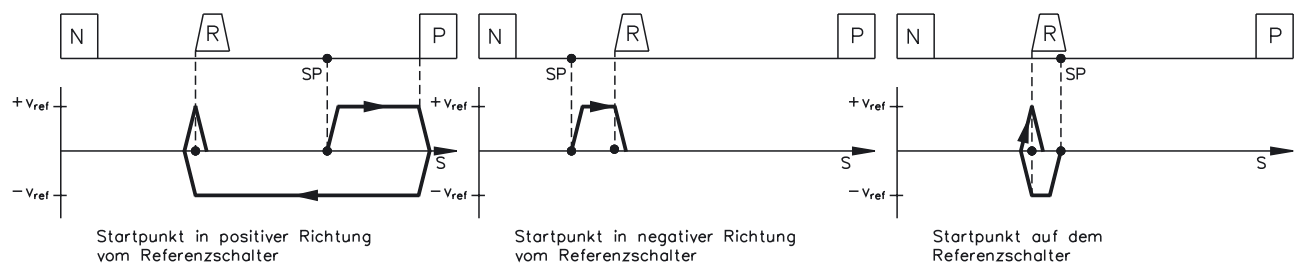 N R P
SP
+vref
S
-vref
Startpunkt in positiver Richtung
vom Referenzschalter
N R P
SP
+vref
S
-vref
Startpunkt in negativer Richtung
vom Referenzschalter
N R P
SP
+vref
S
-vref
Startpunkt auf dem
Referenzschalter